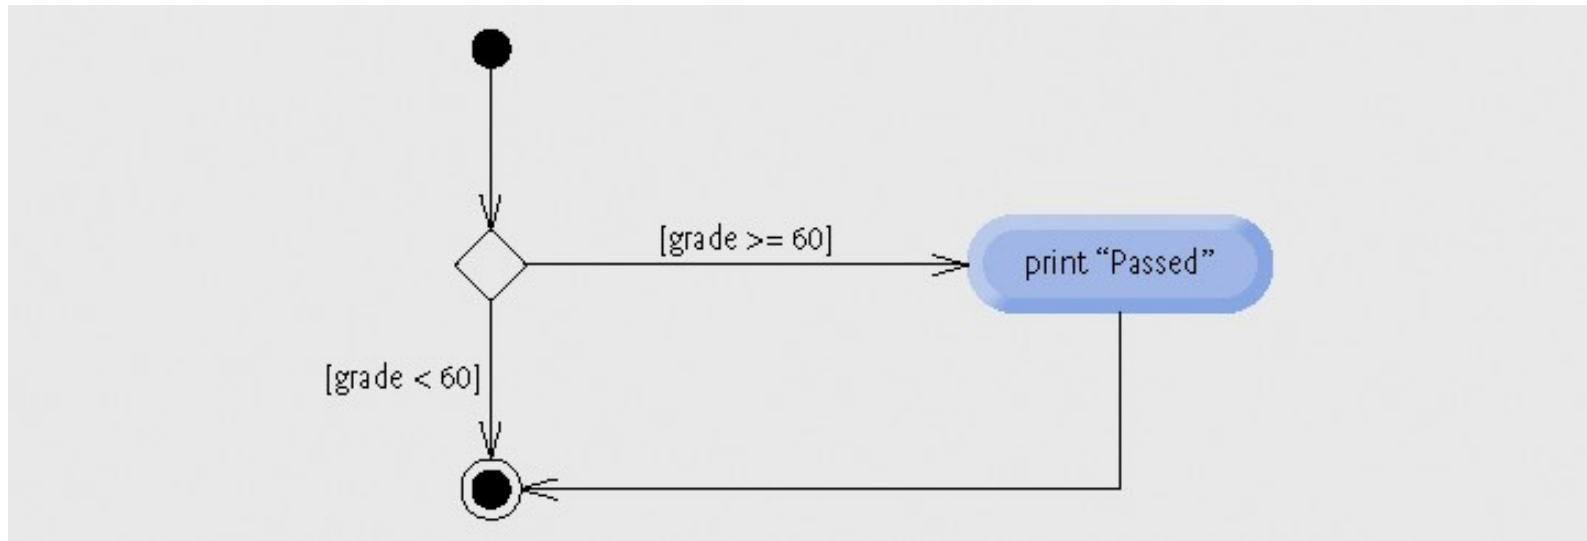 [grade >= 60]
print “Passed”
[grade < 60]